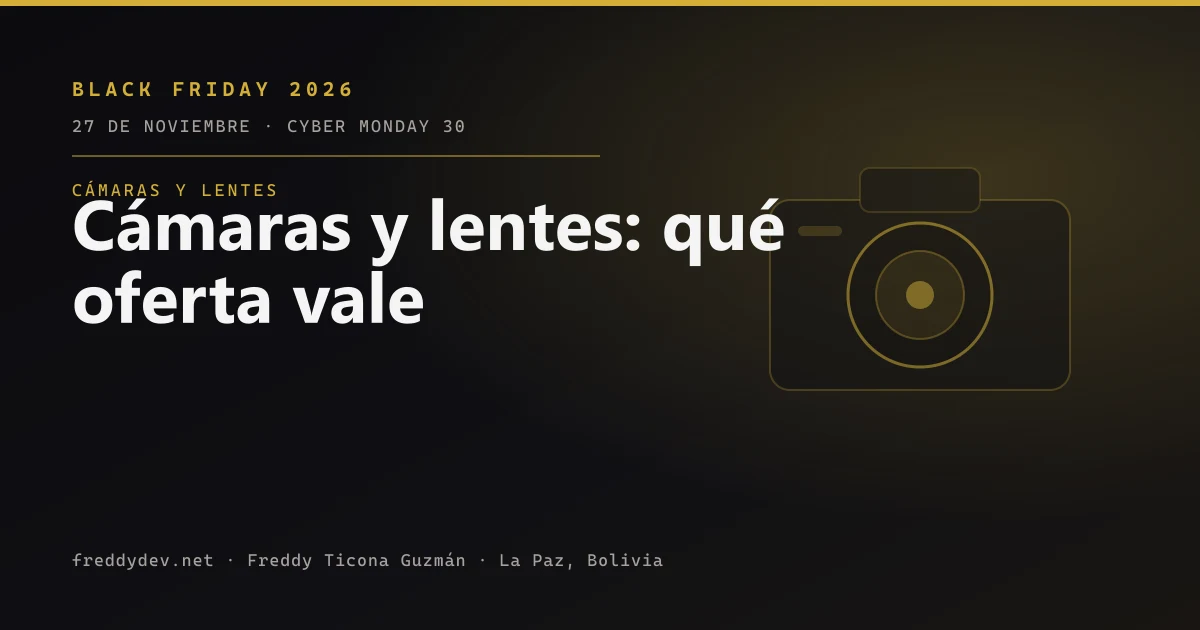 BLACK FRIDAY 2026
27 DE NOVIEMBRE · CYBER MONDAY 30
CÁMARAS Y LENTES
Cámaras y lentes: qué
oferta vale
freddydev.net · Freddy Ticona Guzmán · La Paz, Bolivia